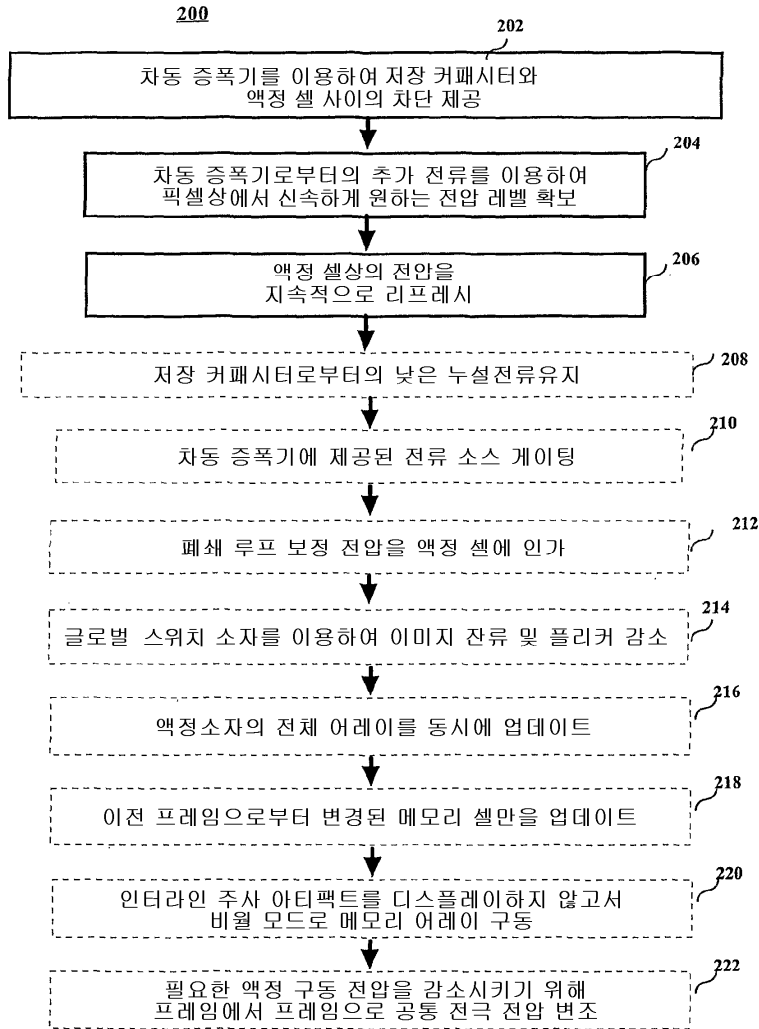 200
202
차동 증폭기를 이용하여 저장 커패시터와
액정 셀 사이의 차단 제공
204
차동 증폭기로부터의 추가 전류를 이용하여
픽셀상에서 신속하게 원하는 전압 레벨 확보
206
액정 셀상의 전압을
지속적으로 리프레시
208
저장 커패시터로부터의 낮은 누설전류유지
210
차동 증폭기에 제공된 전류 소스 게이팅
212
폐쇄 루프 보정 전압을 액정 셀에 인가
214
글로벌 스위치 소자를 이용하여 이미지 잔류 및 플리커 감소
216
액정소자의 전체 어레이를 동시에 업데이트
218
이전 프레임으로부터 변경된 메모리 셀만을 업데이트
220
인터라인 주사 아티팩트를 디스플레이하지 않고서
비월 모드로 메모리 어레이 구동
222
필요한 액정 구동 전압을 감소시키기 위해
프레임에서 프레임으로 공통 전극 전압 변조